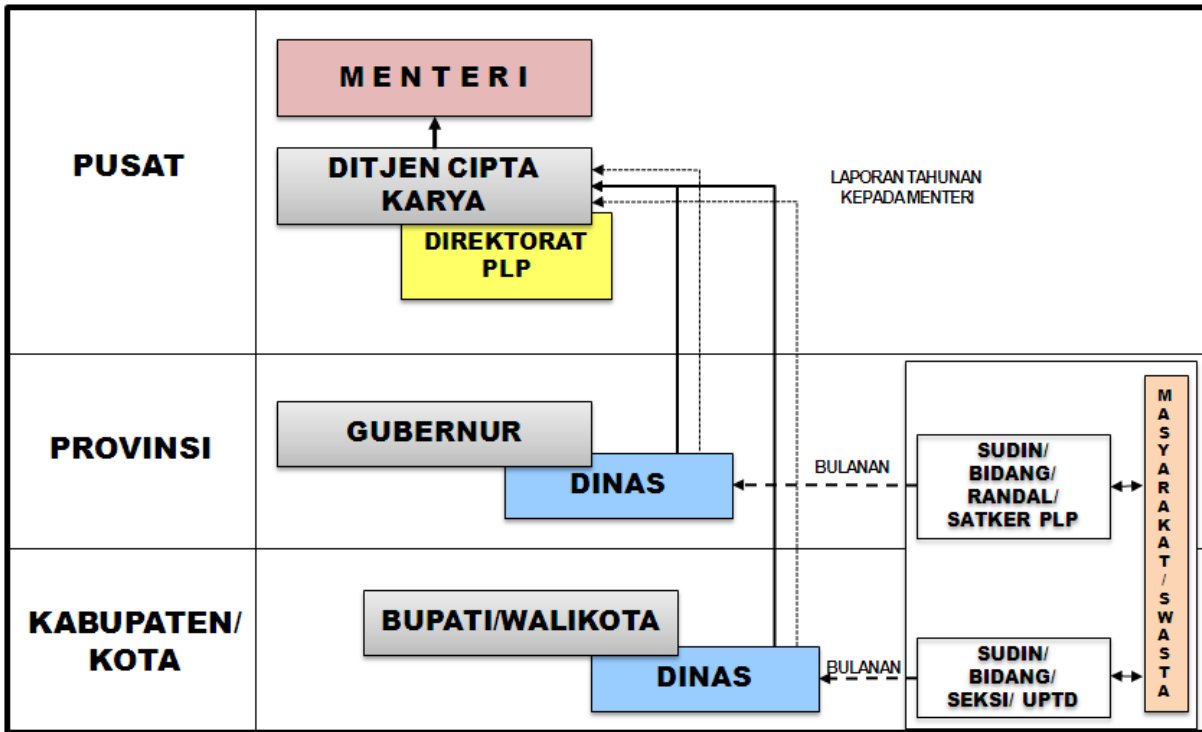 PUSAT
M E N T E R I
DITJEN CIPTA
KARYA
DIREKTORAT
PLP
LAPORAN TAHUNAN
KEPADA MENTERI
PROVINSI
GUBERNUR
DINAS
BULANAN
SUDIN/
BIDANG/
RANDAL/
SATKER PLP
KABUPATEN/
KOTA
BUPATI/WALIKOTA
DINAS
BULANAN
SUDIN/
BIDANG/
SEKSI/ UPTD
MASYARAKAT/SWASTA